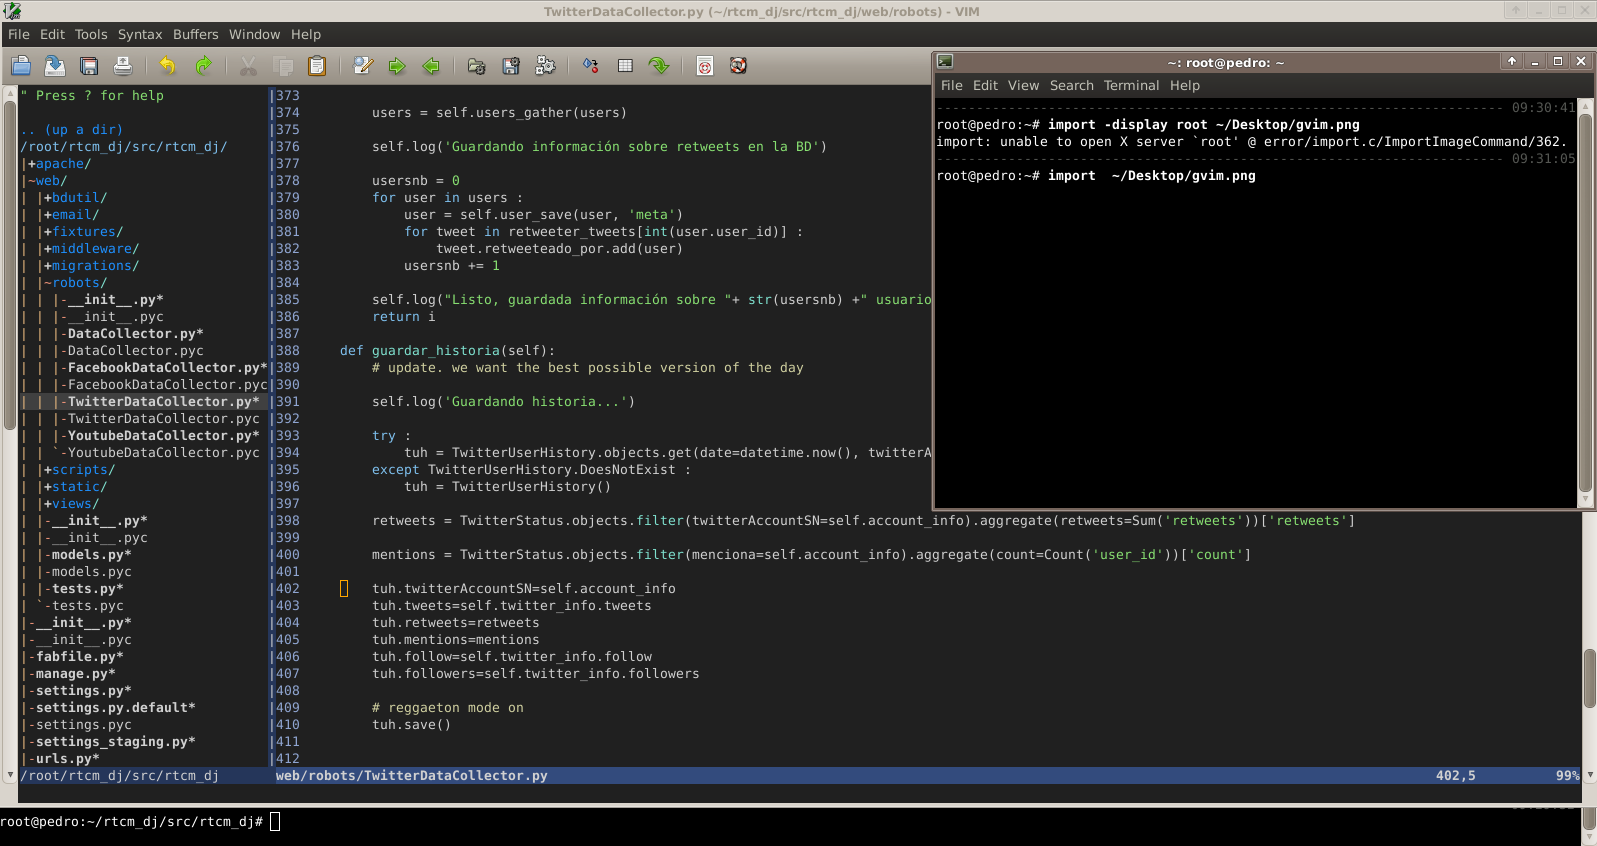 TwitterDataCollector.py (~/rtcm_dj/src/rtcm_dj/web/robots) - VIM
File Edit Tools Syntax Buffers Window Help
" Press ? for help
.. (up a dir)
/root/rtcm_dj/src/rtcm_dj/
|+apache/
|~web/
| |+bdutil/
| |+email/
| |+fixtures/
| |+middleware/
| |+migrations/
| |~robots/
| | |-__init__.py*
| | |-__init__.pyc
| | |-DataCollector.py*
| | |-DataCollector.pyc
| | |-FacebookDataCollector.py*
| | |-FacebookDataCollector.pyc
| | |-TwitterDataCollector.py*
| | |-TwitterDataCollector.pyc
| | |-YoutubeDataCollector.py*
| | `-YoutubeDataCollector.pyc
| |+scripts/
| |+static/
| |+views/
| |-__init__.py*
| |-__init__.pyc
| |-models.py*
| |-models.pyc
| |-tests.py*
| `-tests.pyc
|-__init__.py*
|-__init__.pyc
|-fabfile.py*
|-manage.py*
|-settings.py*
|-settings.py.default*
|-settings.pyc
|-settings_staging.py*
|-urls.py*
/root/rtcm_dj/src/rtcm_dj
|373
|374 users = self.users_gather(users)
|375
|376 self.log('Guardando información sobre retweets en la BD')
|377
|378 usersnb = 0
|379 for user in users :
|380 user = self.user_save(user, 'meta')
|381 for tweet in retweeter_tweets[int(user.user_id)] :
|382 tweet.retweeteado_por.add(user)
|383 usersnb += 1
|384
|385 self.log("Listo, guardada información sobre "+ str(usersnb) +" usuario
|386 return i
|387
|388 def guardar_historia(self):
|389 # update. we want the best possible version of the day
|390
|391 self.log('Guardando historia...')
|392
|393 try :
|394 tuh = TwitterUserHistory.objects.get(date=datetime.now(), twitterA
|395 except TwitterUserHistory.DoesNotExist :
|396 tuh = TwitterUserHistory()
|397
|398 retweets = TwitterStatus.objects.filter(twitterAccountSN=self.account_info).aggregate(retweets=Sum('retweets'))['retweets']
|399
|400 mentions = TwitterStatus.objects.filter(menciona=self.account_info).aggregate(count=Count('user_id'))['count']
|401
|402 tuh.twitterAccountSN=self.account_info
|403 tuh.tweets=self.twitter_info.tweets
|404 tuh.retweets=retweets
|405 tuh.mentions=mentions
|406 tuh.follow=self.twitter_info.follow
|407 tuh.followers=self.twitter_info.followers
|408
|409 # reggaeton mode on
|410 tuh.save()
|411
|412
web/robots/TwitterDataCollector.py 402,5 99%
~: root@pedro: ~
File Edit View Search Terminal Help
----------------------------------------------------------------------- 09:30:41
root@pedro:~# import -display root ~/Desktop/gvim.png
import: unable to open X server `root' @ error/import.c/ImportImageCommand/362.
----------------------------------------------------------------------- 09:31:05
root@pedro:~# import ~/Desktop/gvim.png
root@pedro:~/rtcm_dj/src/rtcm_dj#